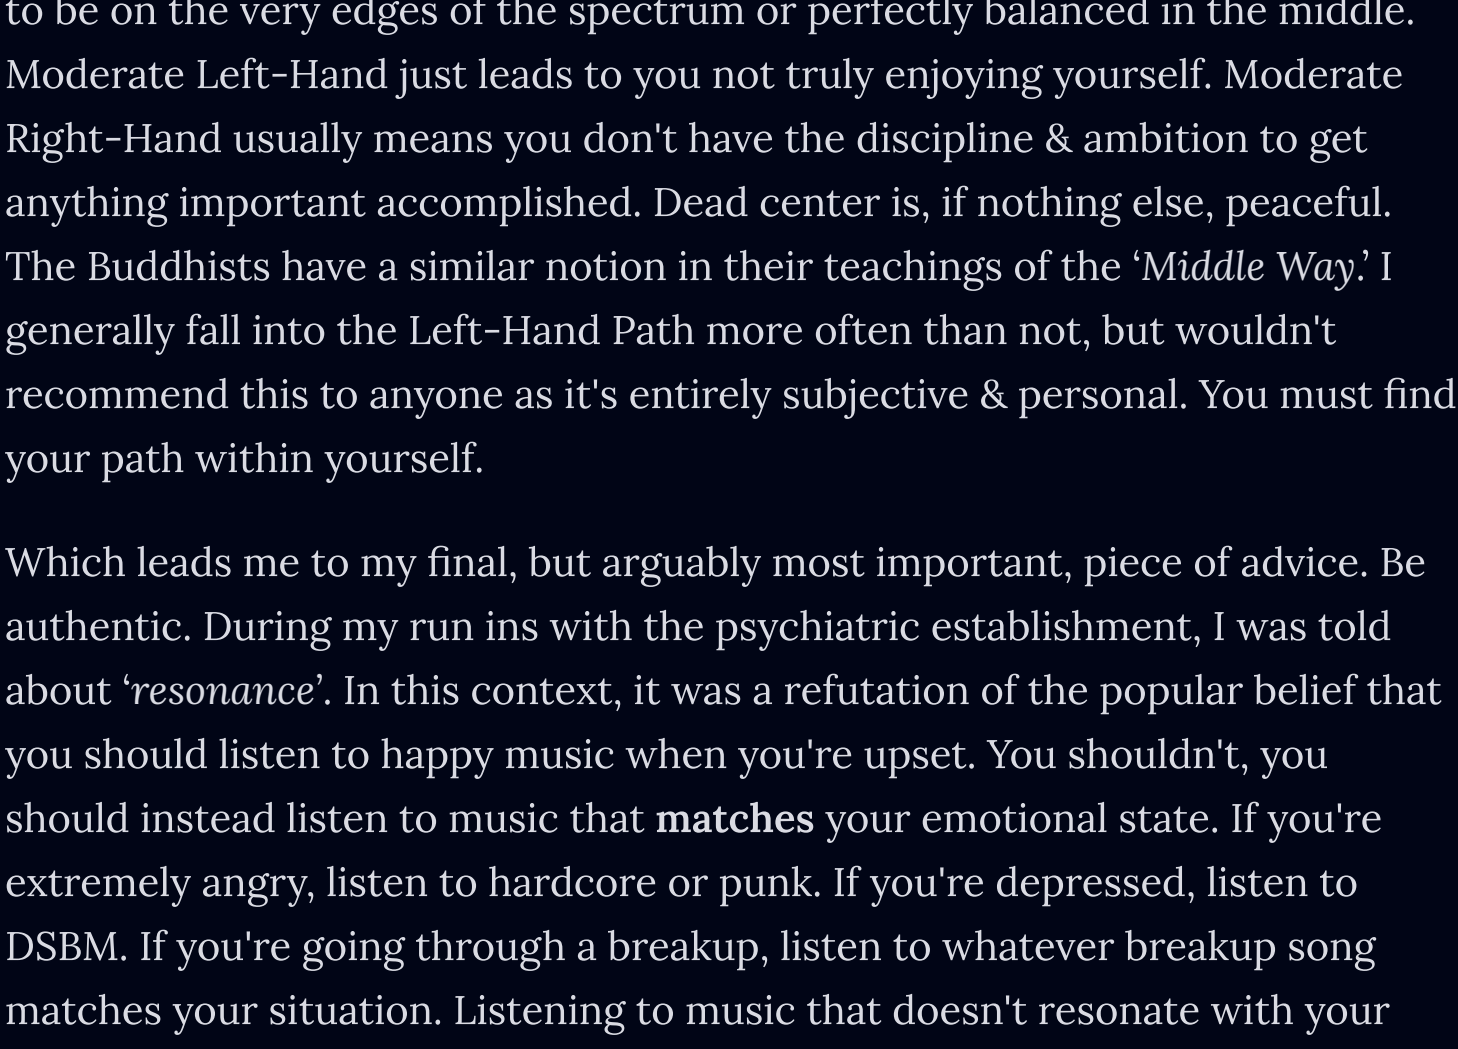 to be on the very edges of the spectrum or perfectly balanced in the middle.
Moderate Left-Hand just leads to you not truly enjoying yourself. Moderate
Right-Hand usually means you don't have the discipline & ambition to get
anything important accomplished. Dead center is, if nothing else, peaceful.
The Buddhists have a similar notion in their teachings of the ‘Middle Way.’ I
generally fall into the Left-Hand Path more often than not, but wouldn't
recommend this to anyone as it's entirely subjective & personal. You must find
your path within yourself.
Which leads me to my final, but arguably most important, piece of advice. Be
authentic. During my run ins with the psychiatric establishment, I was told
about ‘resonance’. In this context, it was a refutation of the popular belief that
you should listen to happy music when you're upset. You shouldn't, you
should instead listen to music that matches your emotional state. If you're
extremely angry, listen to hardcore or punk. If you're depressed, listen to
DSBM. If you're going through a breakup, listen to whatever breakup song
matches your situation. Listening to music that doesn't resonate with your